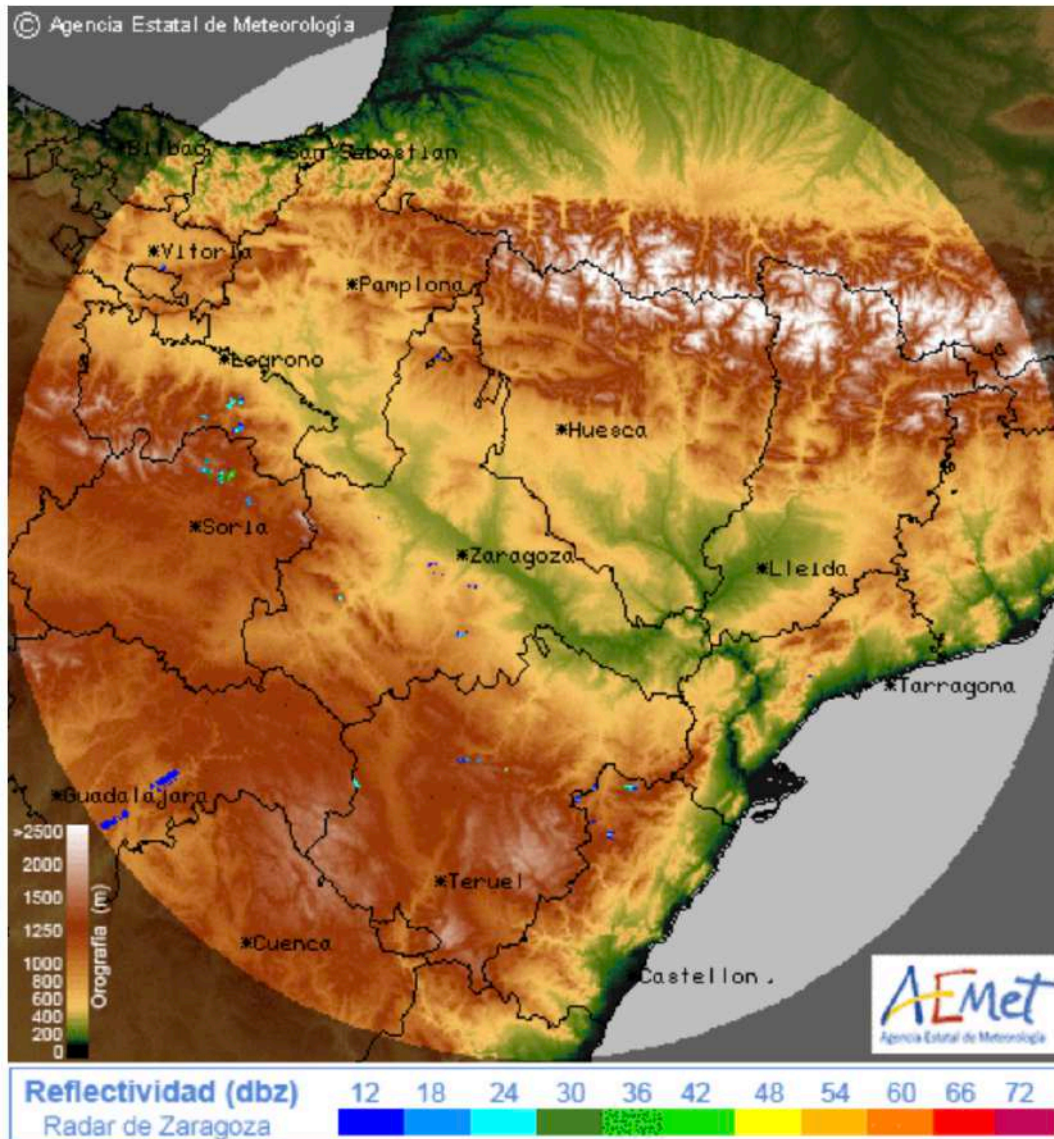 © Agencia Estatal de Meteorología
Bilbao
San Sebastian
*Vitoria
*Pamplona
*Logrono
*Huesca
*Soria
*Zaragoza
*Lleida
*Tarragona
*Guadalajara
*Teruel
*Cuenca
Castellon.
>2500
2000
1500
1250
1000
800
600
400
200
0
Orografía (m)
AEMet
Agencia Estatal de Meteorología
Reflectividad (dbz) 12 18 24 30 36 42 48 54 60 66 72
Radar de Zaragoza